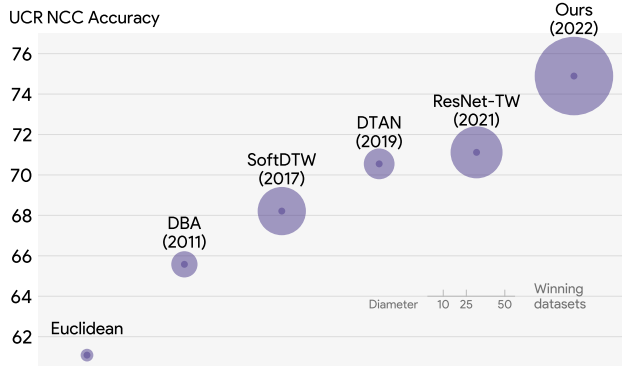 UCR NCC Accuracy
Ours
(2022)
76
74
ResNet-TW
(2021)
DTAN
(2019)
72
SoftDTW
(2017)
70
DBA
(2011)
68
66
64
Diameter 10 25 50
Winning
datasets
Euclidean
62